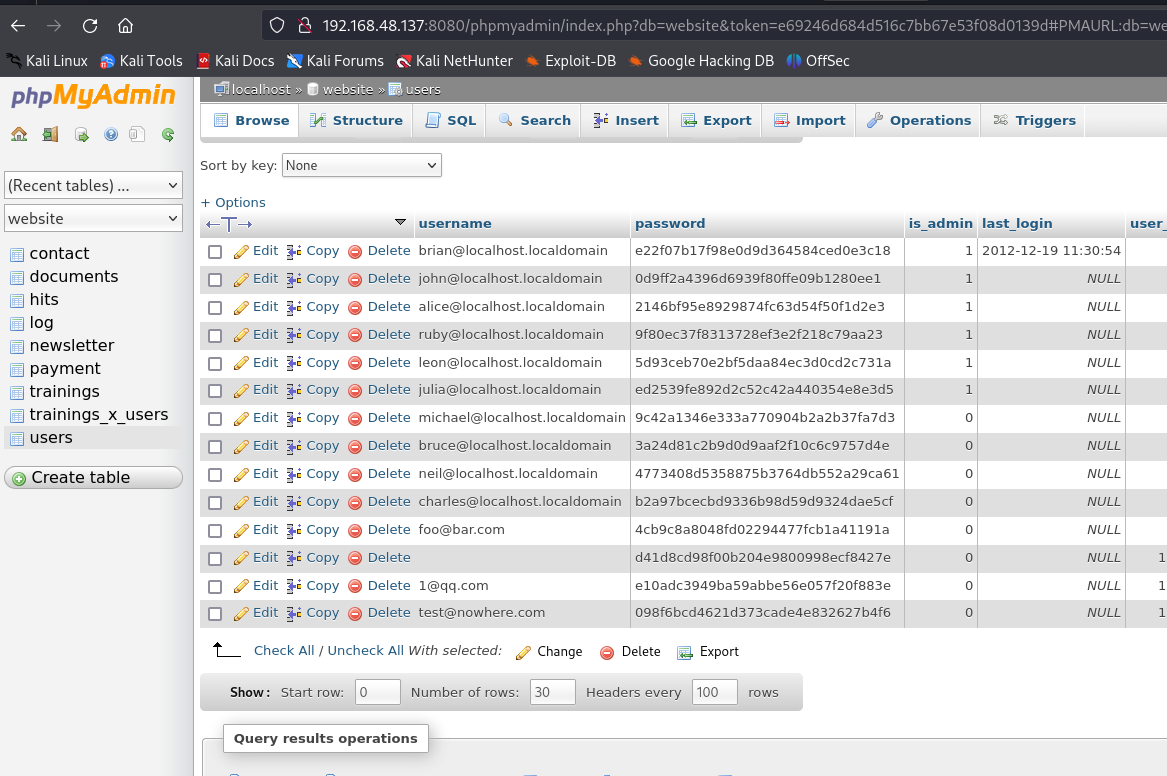 192.168.48.137:8080/phpmyadmin/index.php?db=website&token=e69246d684d516c7bb67e53f08d0139d#PMAURL:db=we
Kali Linux Kali Tools Kali Docs Kali Forums Kali NetHunter Exploit-DB Google Hacking DB OffSec
phpMyAdmin
(Recent tables) ...
website
contact
documents
hits
log
newsletter
payment
trainings
trainings_x_users
users
Create table
localhost » website » users
Browse Structure SQL Search Insert Export Import Operations Triggers
Sort by key: None
+ Options
←T→ username password is_admin last_login user_
Edit Copy Delete brian@localhost.localdomain e22f07b17f98e0d9d364584ced0e3c18 1 2012-12-19 11:30:54
Edit Copy Delete john@localhost.localdomain 0d9ff2a4396d6939f80ffe09b1280ee1 1 NULL
Edit Copy Delete alice@localhost.localdomain 2146bf95e8929874fc63d54f50f1d2e3 1 NULL
Edit Copy Delete ruby@localhost.localdomain 9f80ec37f8313728ef3e2f218c79aa23 1 NULL
Edit Copy Delete leon@localhost.localdomain 5d93ceb70e2bf5daa84ec3d0cd2c731a 1 NULL
Edit Copy Delete julia@localhost.localdomain ed2539fe892d2c52c42a440354e8e3d5 1 NULL
Edit Copy Delete michael@localhost.localdomain 9c42a1346e333a770904b2a2b37fa7d3 0 NULL
Edit Copy Delete bruce@localhost.localdomain 3a24d81c2b9d0d9aaf2f10c6c9757d4e 0 NULL
Edit Copy Delete neil@localhost.localdomain 4773408d5358875b3764db552a29ca61 0 NULL
Edit Copy Delete charles@localhost.localdomain b2a97bcecbd9336b98d59d9324dae5cf 0 NULL
Edit Copy Delete foo@bar.com 4cb9c8a8048fd02294477fcb1a41191a 0 NULL
Edit Copy Delete d41d8cd98f00b204e9800998ecf8427e 0 NULL 1
Edit Copy Delete 1@qq.com e10adc3949ba59abbe56e057f20f883e 0 NULL 1
Edit Copy Delete test@nowhere.com 098f6bcd4621d373cade4e832627b4f6 0 NULL 1
Check All / Uncheck All With selected: Change Delete Export
Show : Start row: 0 Number of rows: 30 Headers every 100 rows
Query results operations